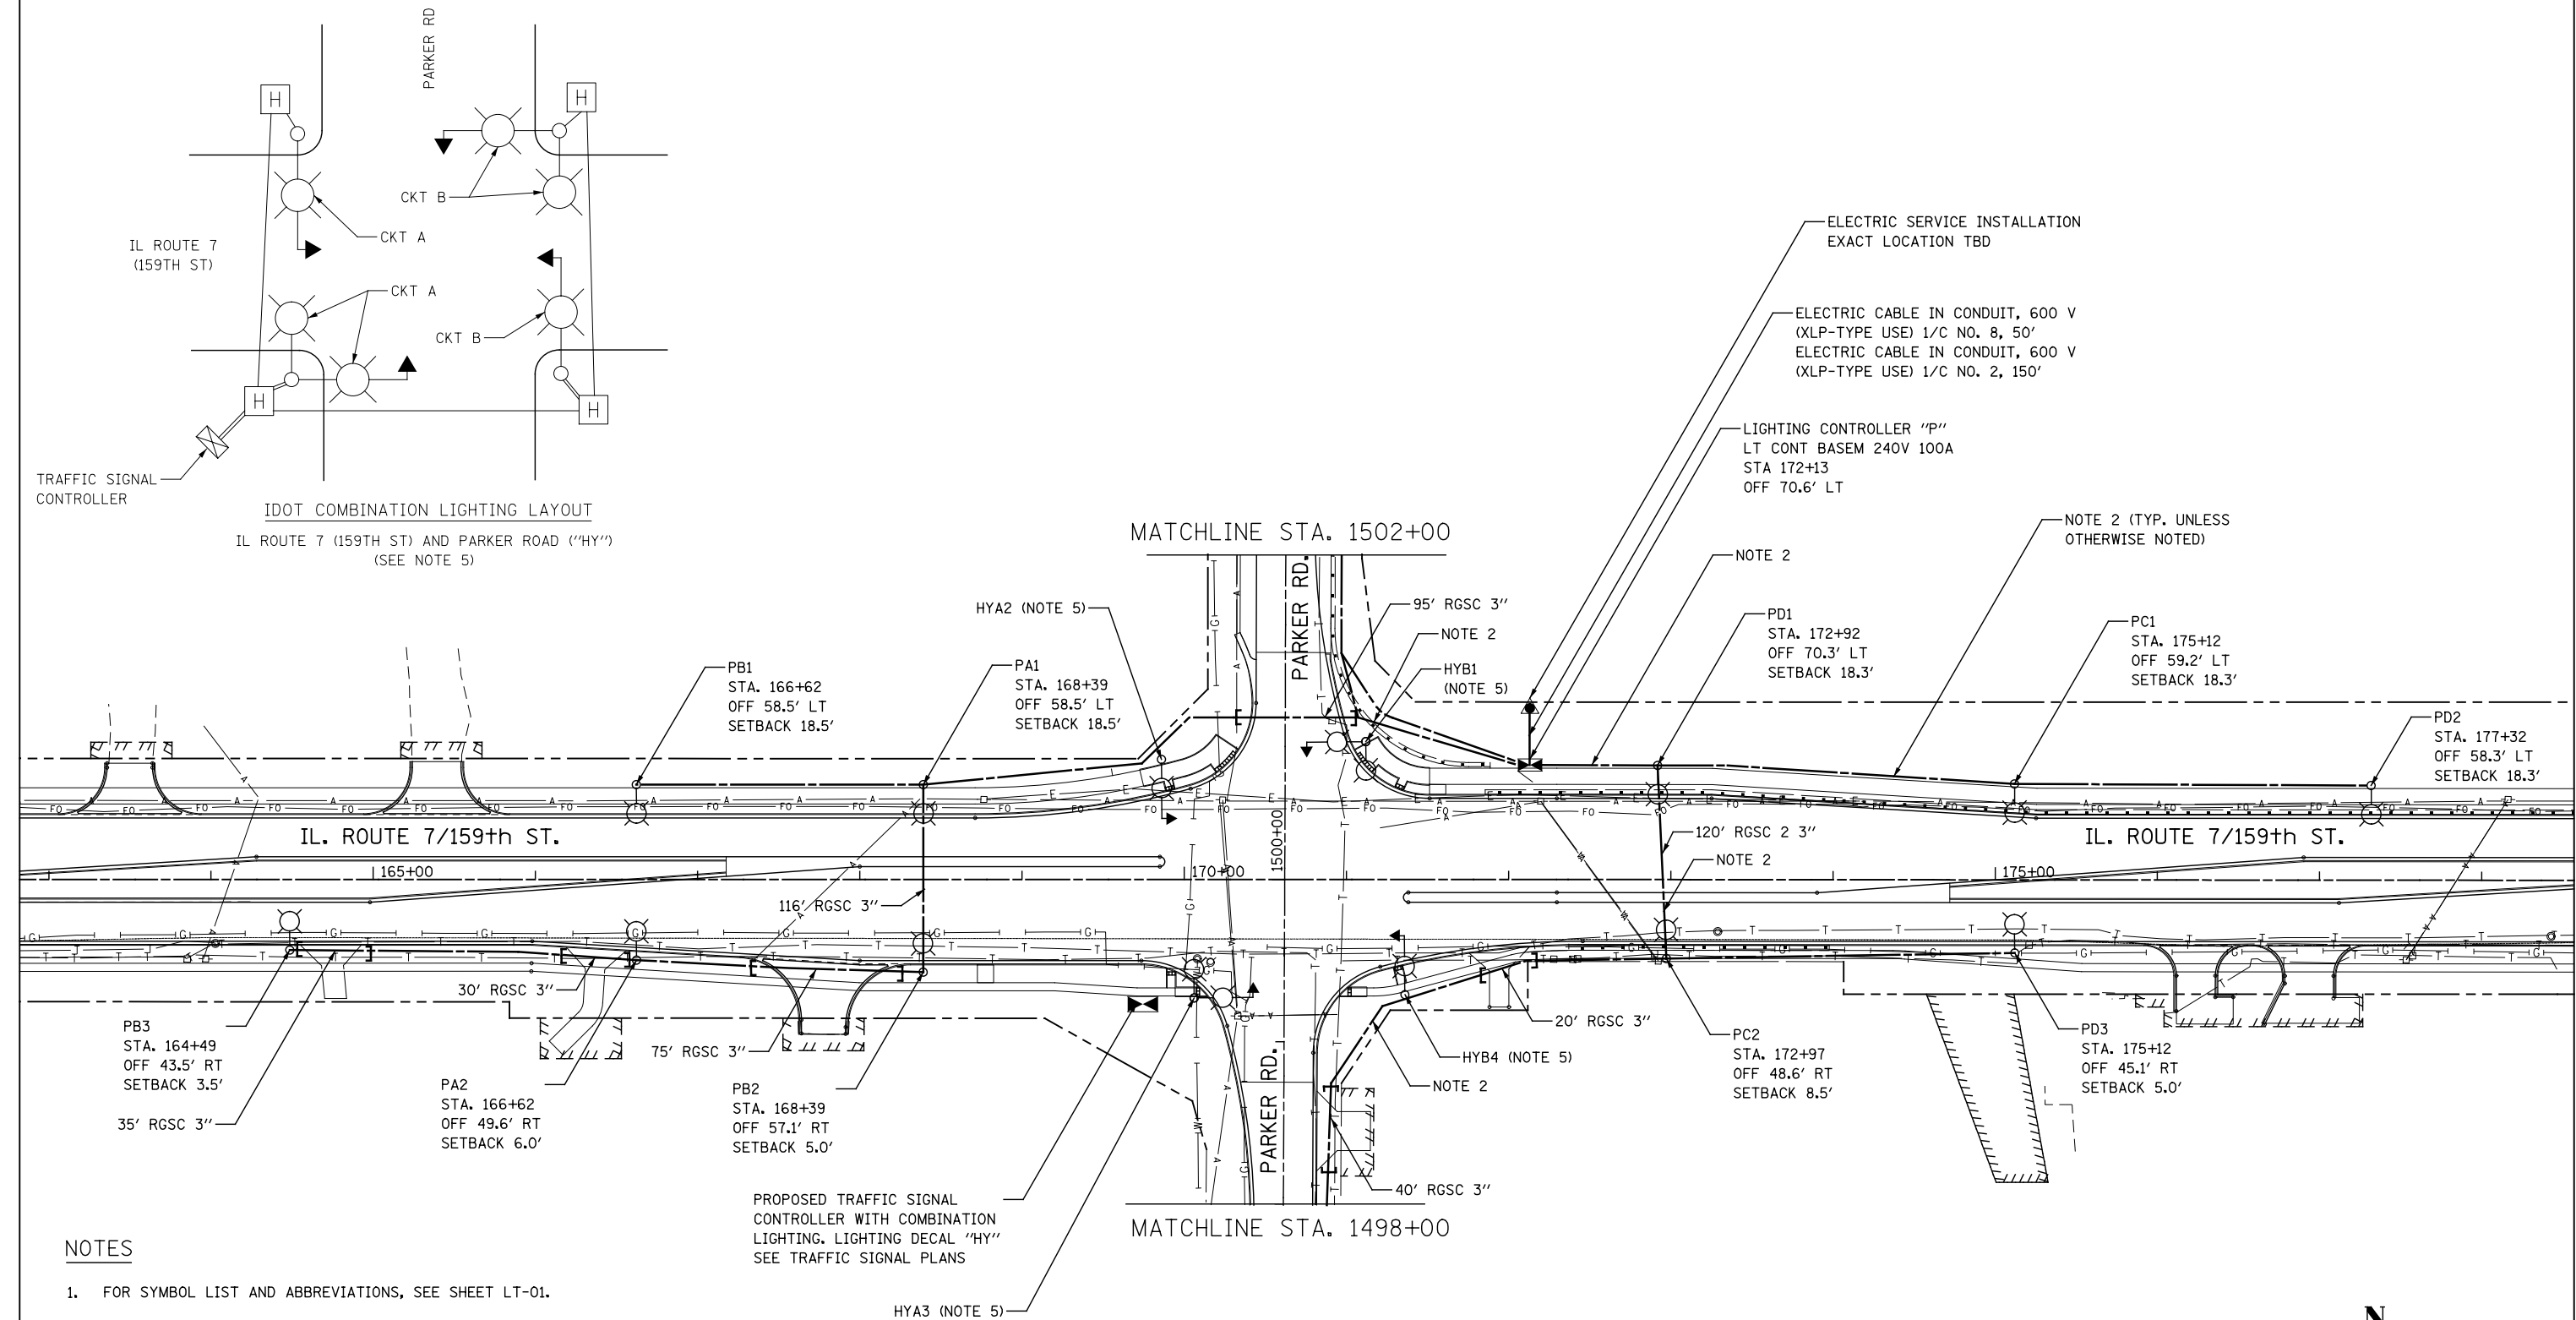 PARKER RD
H
H
CKT B
CKT A
IL ROUTE 7
(159TH ST)
CKT A
CKT B
H
H
TRAFFIC SIGNAL
CONTROLLER
IDOT COMBINATION LIGHTING LAYOUT
IL ROUTE 7 (159TH ST) AND PARKER ROAD ("HY")
(SEE NOTE 5)
ELECTRIC SERVICE INSTALLATION
EXACT LOCATION TBD
ELECTRIC CABLE IN CONDUIT, 600 V
(XLP-TYPE USE) 1/C NO. 8, 50'
ELECTRIC CABLE IN CONDUIT, 600 V
(XLP-TYPE USE) 1/C NO. 2, 150'
LIGHTING CONTROLLER "P"
LT CONT BASEM 240V 100A
STA 172+13
OFF 70.6' LT
NOTE 2 (TYP. UNLESS
OTHERWISE NOTED)
NOTE 2
MATCHLINE STA. 1502+00
PARKER RD.
HYA2 (NOTE 5)
95' RGSC 3"
NOTE 2
HYB1
(NOTE 5)
PB1
STA. 166+62
OFF 58.5' LT
SETBACK 18.5'
PA1
STA. 168+39
OFF 58.5' LT
SETBACK 18.5'
PD1
STA. 172+92
OFF 70.3' LT
SETBACK 18.3'
PC1
STA. 175+12
OFF 59.2' LT
SETBACK 18.3'
PD2
STA. 177+32
OFF 58.3' LT
SETBACK 18.3'
IL. ROUTE 7/159th ST.
IL. ROUTE 7/159th ST.
120' RGSC 2 3"
NOTE 2
165+00
170+00
1500+00
175+00
116' RGSC 3"
30' RGSC 3"
75' RGSC 3"
20' RGSC 3"
PB3
STA. 164+49
OFF 43.5' RT
SETBACK 3.5'
35' RGSC 3"
PA2
STA. 166+62
OFF 49.6' RT
SETBACK 6.0'
PB2
STA. 168+39
OFF 57.1' RT
SETBACK 5.0'
HYB4 (NOTE 5)
NOTE 2
PC2
STA. 172+97
OFF 48.6' RT
SETBACK 8.5'
PD3
STA. 175+12
OFF 45.1' RT
SETBACK 5.0'
PARKER RD.
40' RGSC 3"
PROPOSED TRAFFIC SIGNAL
CONTROLLER WITH COMBINATION
LIGHTING. LIGHTING DECAL "HY"
SEE TRAFFIC SIGNAL PLANS
MATCHLINE STA. 1498+00
HYA3 (NOTE 5)
NOTES
1. FOR SYMBOL LIST AND ABBREVIATIONS, SEE SHEET LT-01.
N